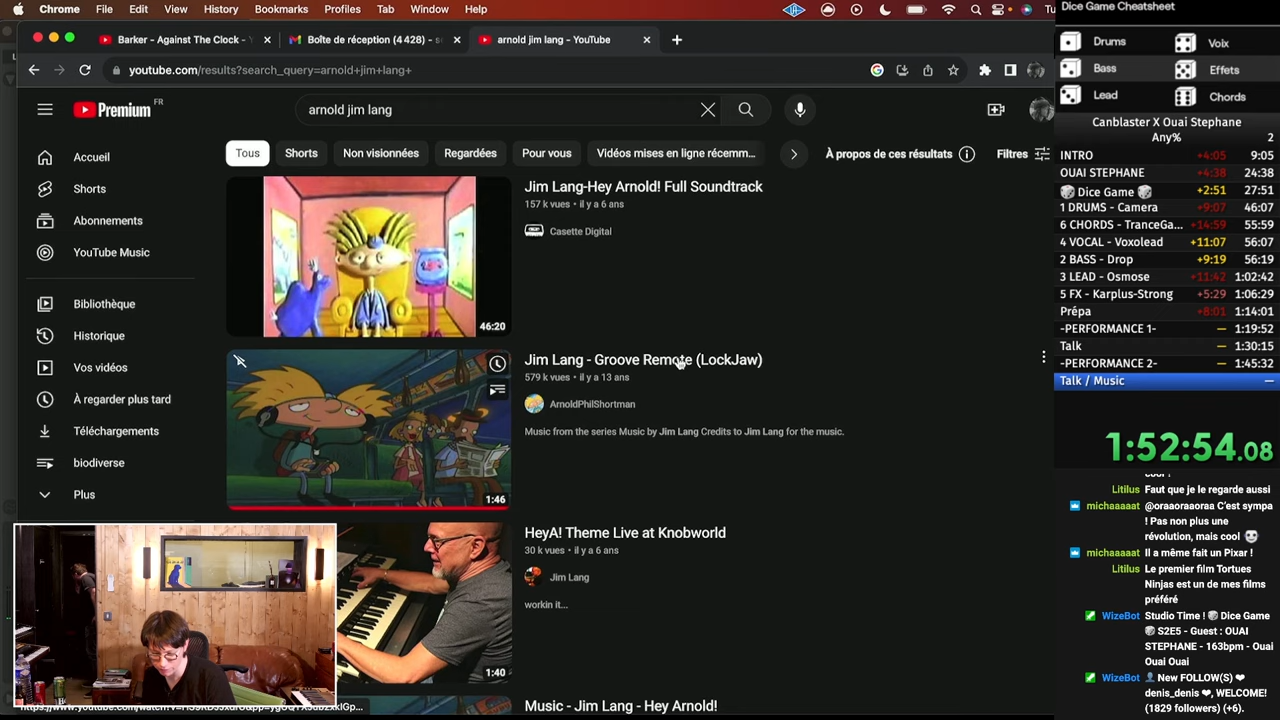 Chrome File Edit View History Bookmarks Profiles Tab Window Help
Barker - Against The Clock -
Boîte de réception (4 428) - s
arnold jim lang - YouTube
youtube.com/results?search_query=arnold+jim+lang+
Premium FR
arnold jim lang
Tous Shorts Non visionnées Regardées Pour vous Vidéos mises en ligne récemm... À propos de ces résultats Filtres
Accueil
Shorts
Abonnements
YouTube Music
Bibliothèque
Historique
Vos vidéos
À regarder plus tard
Téléchargements
biodiverse
Plus
Jim Lang-Hey Arnold! Full Soundtrack
157 k vues • il y a 6 ans
Casette Digital
46:20
Jim Lang - Groove Remote (LockJaw)
579 k vues • il y a 13 ans
ArnoldPhilShortman
Music from the series Music by Jim Lang Credits to Jim Lang for the music.
1:46
HeyA! Theme Live at Knobworld
30 k vues • il y a 6 ans
Jim Lang
workin it...
1:40
Music - Jim Lang - Hey Arnold!
Dice Game Cheatsheet
Drums Voix
Bass Effets
Lead Chords
Canblaster X Ouai Stephane
Any% 2
INTRO +4:05 9:05
OUAI STEPHANE +4:38 24:38
🎲 Dice Game 🎲 +2:51 27:51
1 DRUMS - Camera +9:07 46:07
6 CHORDS - TranceGa... +14:59 55:59
4 VOCAL - Voxolead +11:07 56:07
2 BASS - Drop +9:19 56:19
3 LEAD - Osmose +11:42 1:02:42
5 FX - Karplus-Strong +5:29 1:06:29
Prépa +8:01 1:14:01
-PERFORMANCE 1- — 1:19:52
Talk — 1:30:15
-PERFORMANCE 2- — 1:45:32
Talk / Music —
1:52:54.08
cool !
Litilus Faut que je le regarde aussi
michaaaaat @oraaoraaoraa C'est sympa
! Pas non plus une
révolution, mais cool 💀
michaaaaat Il a même fait un Pixar !
Litilus Le premier film Tortues
Ninjas est un de mes films
préféré
WizeBot Studio Time ! 🎲 Dice Game
🎲 S2E5 - Guest : OUAI
STEPHANE - 163bpm - Ouai
Ouai Ouai
WizeBot 👤 New FOLLOW(S) ❤
denis_denis ❤, WELCOME!
(1829 followers) (+6).